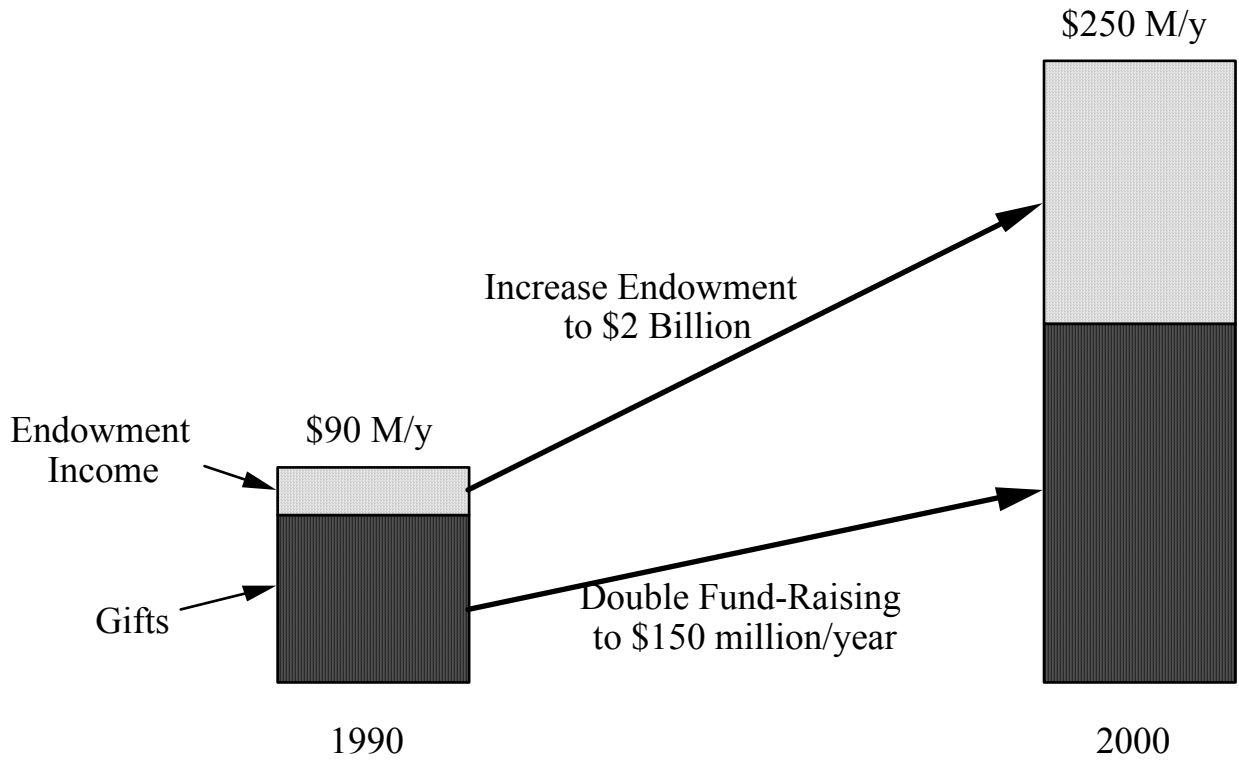 $250 M/y
Increase Endowment
to $2 Billion
Endowment
Income
$90 M/y
Gifts
Double Fund-Raising
to $150 million/year
1990
2000